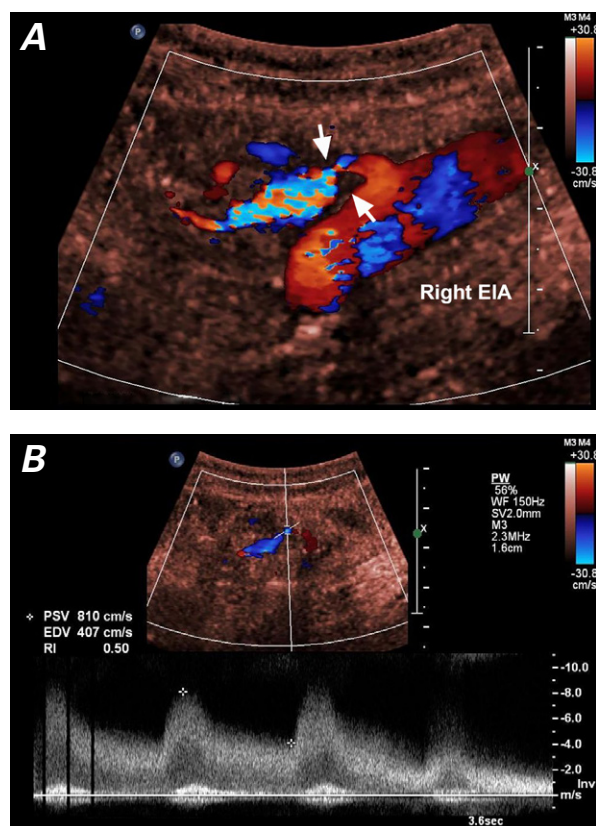 A
P
M3 M4
+30.8
x
-30.8
cm/s
Right EIA
B
P
M3 M4
+30.8
x
-30.8
cm/s
PW
56%
WF 150Hz
SV2.0mm
M3
2.3MHz
1.6cm
PSV 810 cm/s
EDV 407 cm/s
RI 0.50
-10.0
-8.0
-6.0
-4.0
-2.0
Inv
m/s
3.6sec